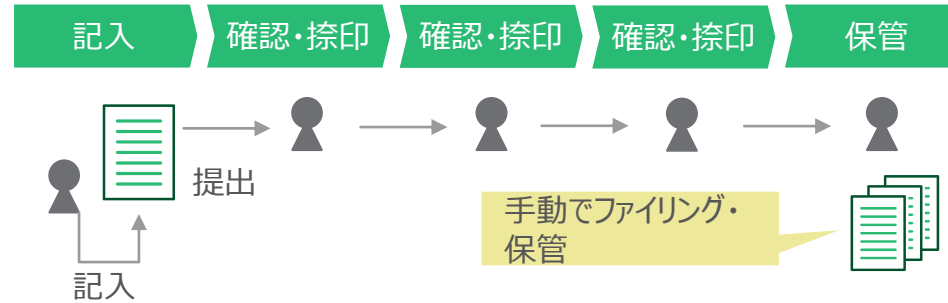 記入
確認・捺印
確認・捺印
確認・捺印
保管
提出
記入
手動でファイリング・
保管